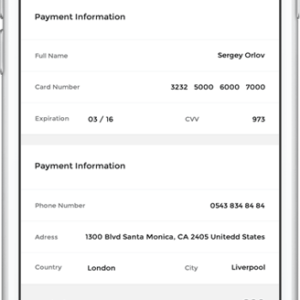 Payment Information
Full Name Sergey Orlov
Card Number 3232 5000 6000 7000
Expiration 03 / 16 CVV 973
Payment Information
Phone Number 0543 834 84 84
Adress 1300 Blvd Santa Monica, CA 2405 Unitedd States
Country London City Liverpool